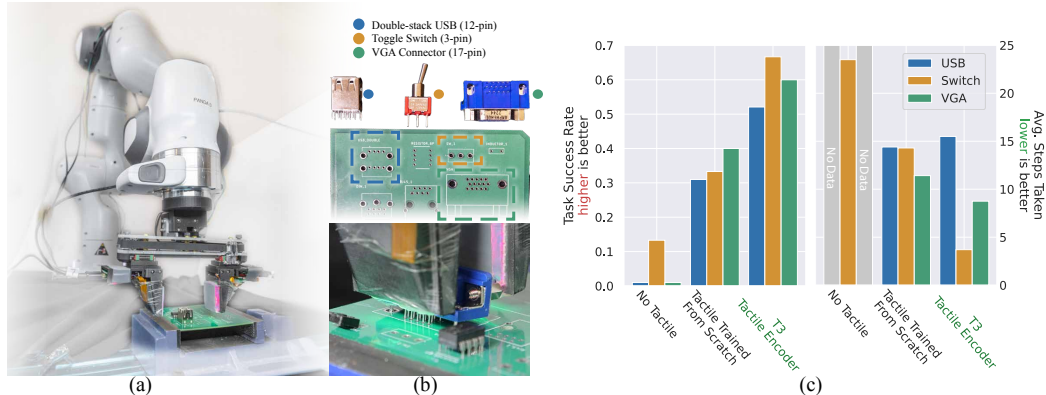 Double-stack USB (12-pin)
Toggle Switch (3-pin)
VGA Connector (17-pin)
PANDA
(a)
(b)
Task Success Rate
higher is better
0.7
0.6
0.5
0.4
0.3
0.2
0.1
0.0
No Tactile
Tactile Trained
From Scratch
T3
Tactile Encoder
No Data
No Data
USB
Switch
VGA
25
20
15
10
5
0
Avg. Steps Taken
lower is better
No Tactile
Tactile Trained
From Scratch
T3
Tactile Encoder
(c)